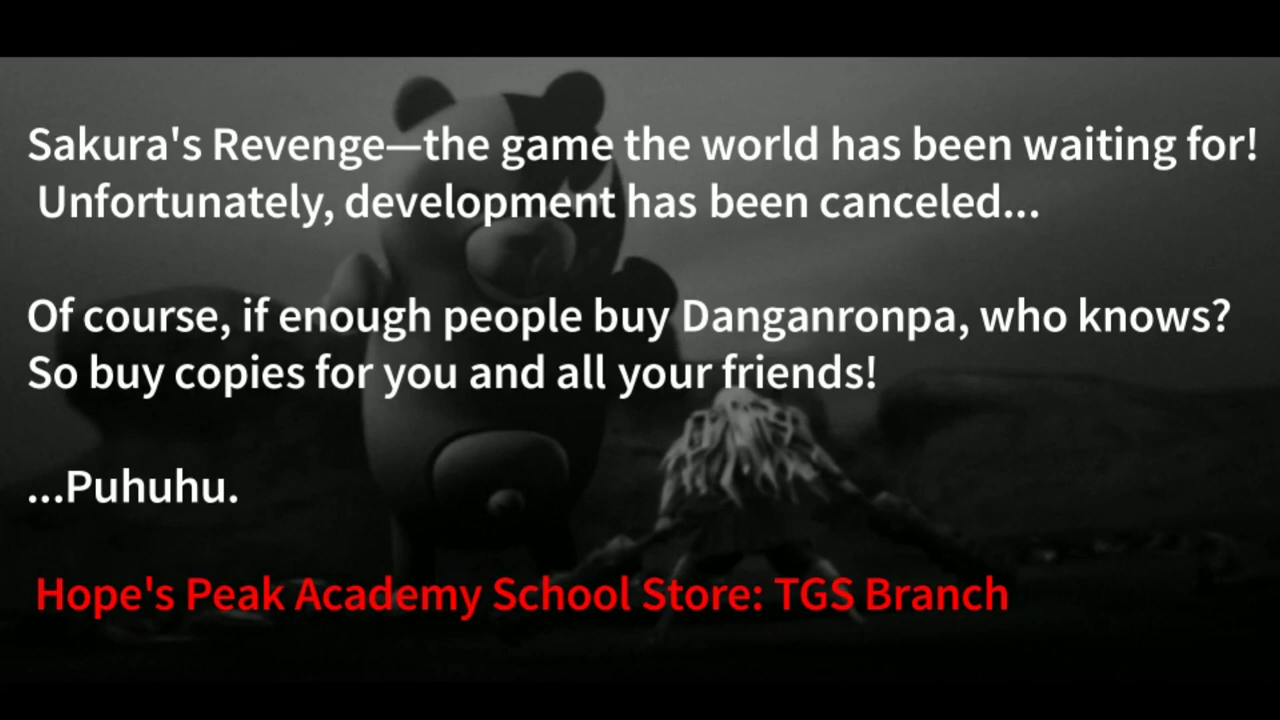 Sakura's Revenge—the game the world has been waiting for!
Unfortunately, development has been canceled...
Of course, if enough people buy Danganronpa, who knows?
So buy copies for you and all your friends!
...Puhuhu.
Hope's Peak Academy School Store: TGS Branch